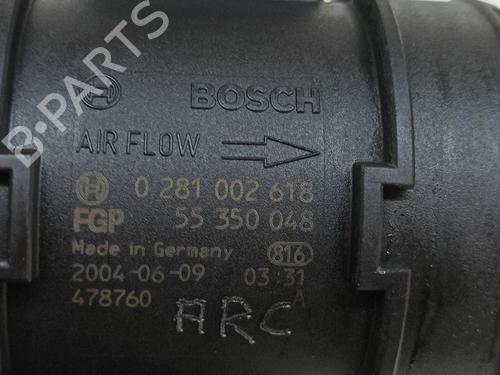 B-PARTS
BOSCH
AIR FLOW
0 281 002 618
FGP 55 350 048
Made in Germany 816
2004-06-09 03:31
478760 A
ARC